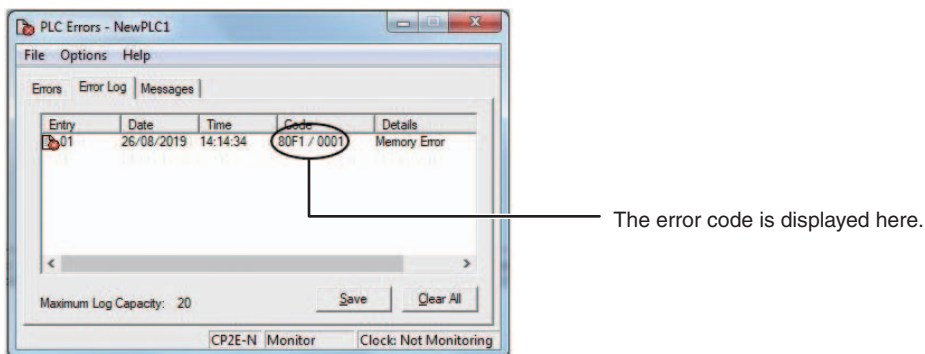 PLC Errors - NewPLC1
File Options Help
Errors Error Log Messages
Entry Date Time Code Details
01 26/08/2019 14:14:34 80F1 / 0001 Memory Error
The error code is displayed here.
Maximum Log Capacity: 20 Save Clear All
CP2E-N Monitor Clock: Not Monitoring